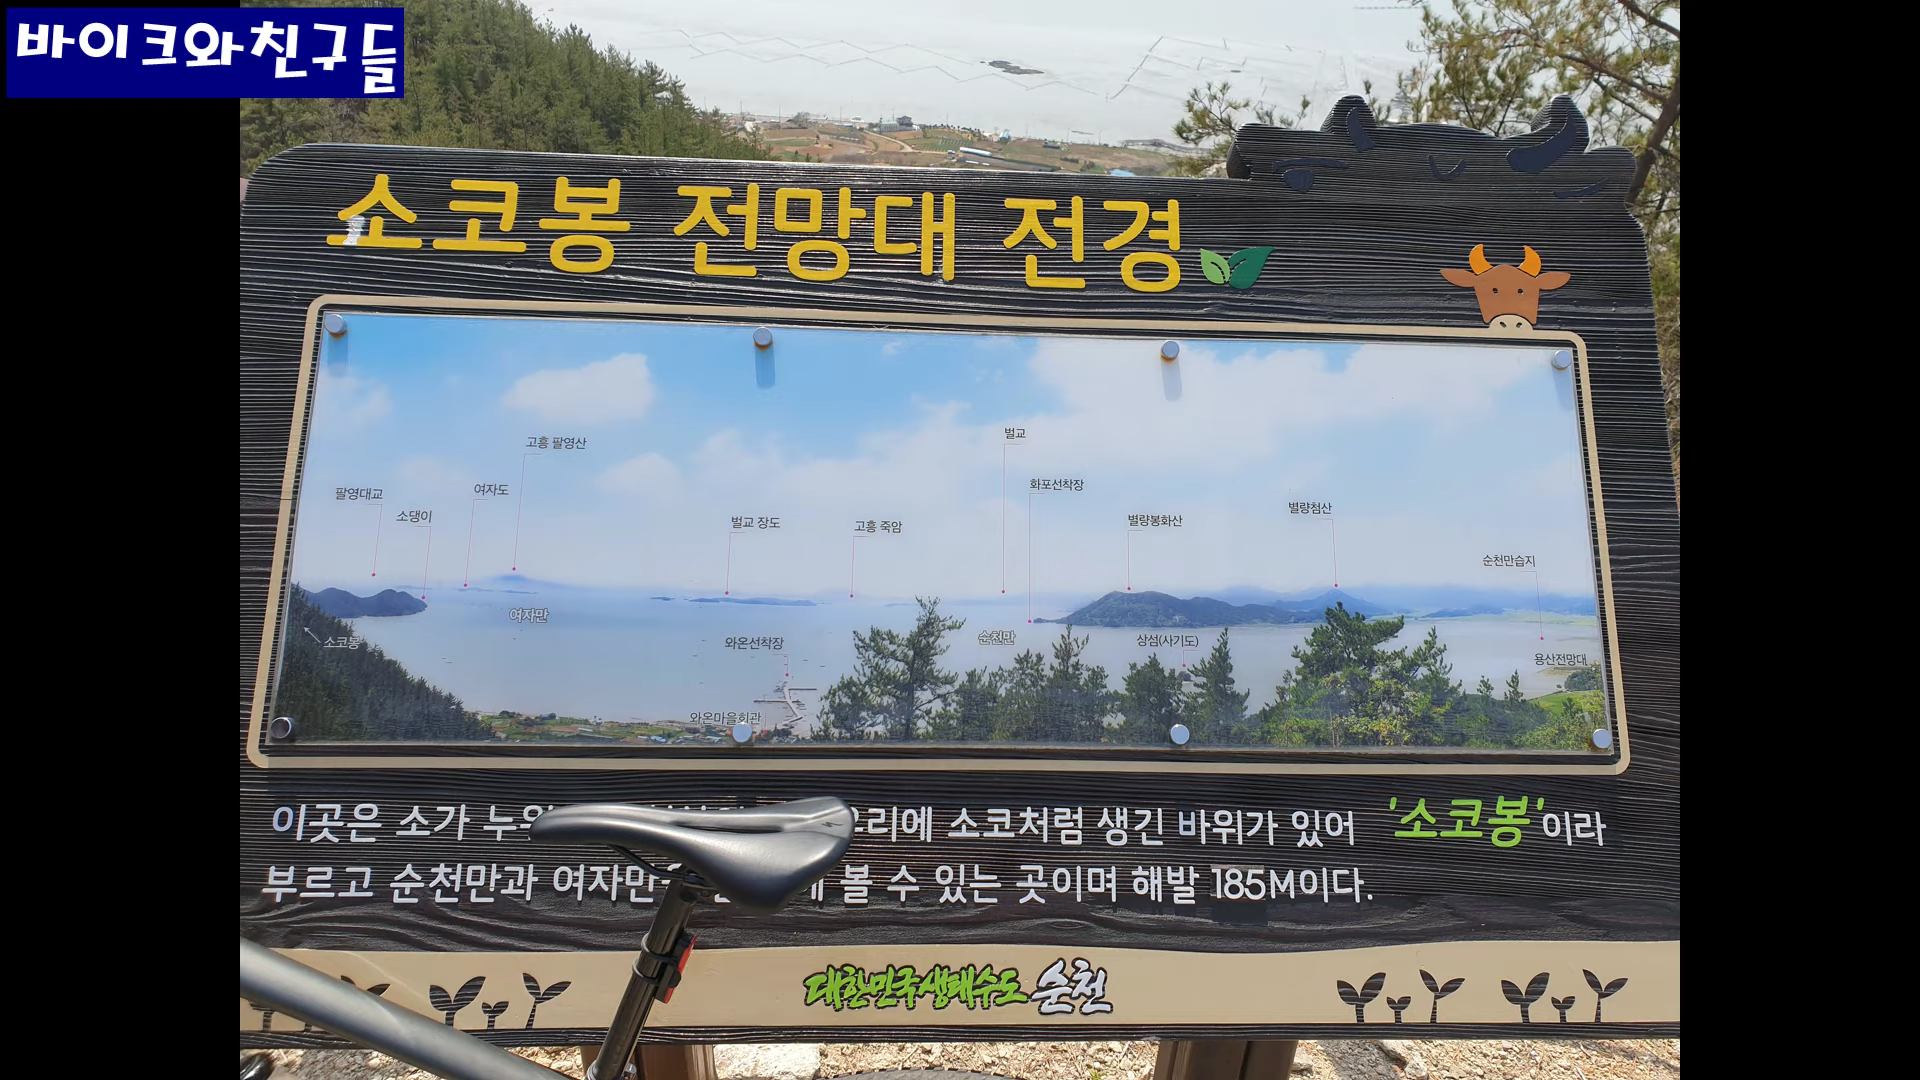 바이크와친구들
소코봉 전망대 전경
고흥 팔영산
벌교
팔영대교
여자도
화포선착장
소댕이
벌교 장도
고흥 죽암
별량봉화산
별량첨산
순천만습지
여자만
소코봉
와온선착장
순천만
상섬(사기도)
용산전망대
와온마을회관
이곳은 소가 우리에 소코처럼 생긴 바위가 있어 '소코봉'이라
부르고 순천만과 볼 수 있는 곳이며 해발 185M이다.
대한민국생태수도 순천